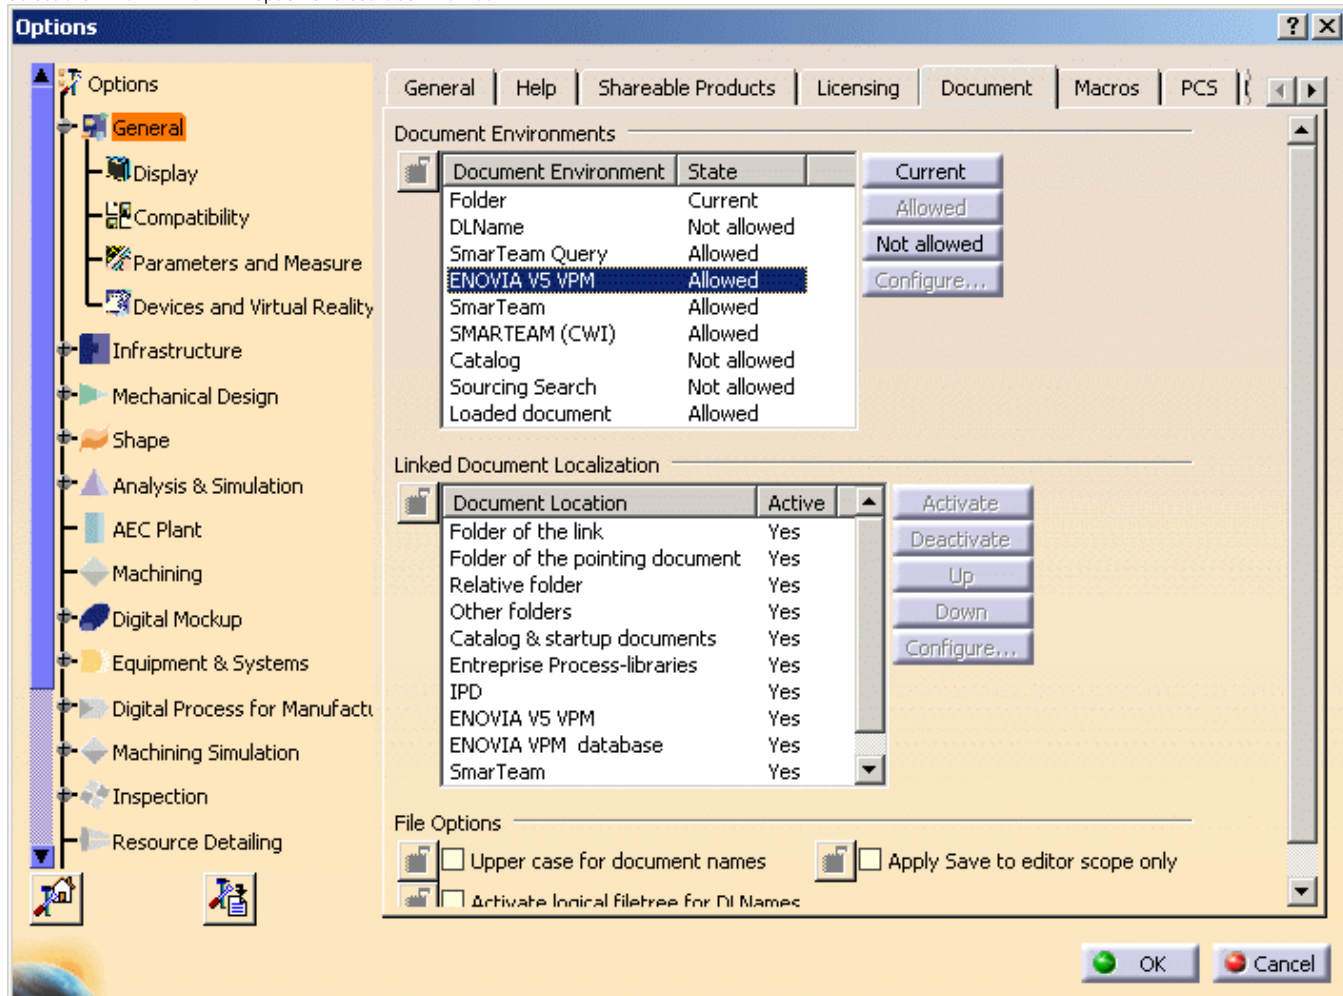 Options
Options
General
Display
Compatibility
Parameters and Measure
Devices and Virtual Reality
Infrastructure
Mechanical Design
Shape
Analysis & Simulation
AEC Plant
Machining
Digital Mockup
Equipment & Systems
Digital Process for Manufactu
Machining Simulation
Inspection
Resource Detailing
General Help Shareable Products Licensing Document Macros PCS
Document Environments
Document Environment State
Folder Current
DLName Not allowed
SmarTeam Query Allowed
ENOVIA V5 VPM Allowed
SmarTeam Allowed
SMARTEAM (CWI) Allowed
Catalog Not allowed
Sourcing Search Not allowed
Loaded document Allowed
Current
Allowed
Not allowed
Configure...
Linked Document Localization
Document Location Active
Folder of the link Yes
Folder of the pointing document Yes
Relative folder Yes
Other folders Yes
Catalog & startup documents Yes
Entreprise Process-libraries Yes
IPD Yes
ENOVIA V5 VPM Yes
ENOVIA VPM database Yes
SmarTeam Yes
Activate
Deactivate
Up
Down
Configure...
File Options
Upper case for document names Apply Save to editor scope only
Activate logical filetree for DLNames
OK Cancel